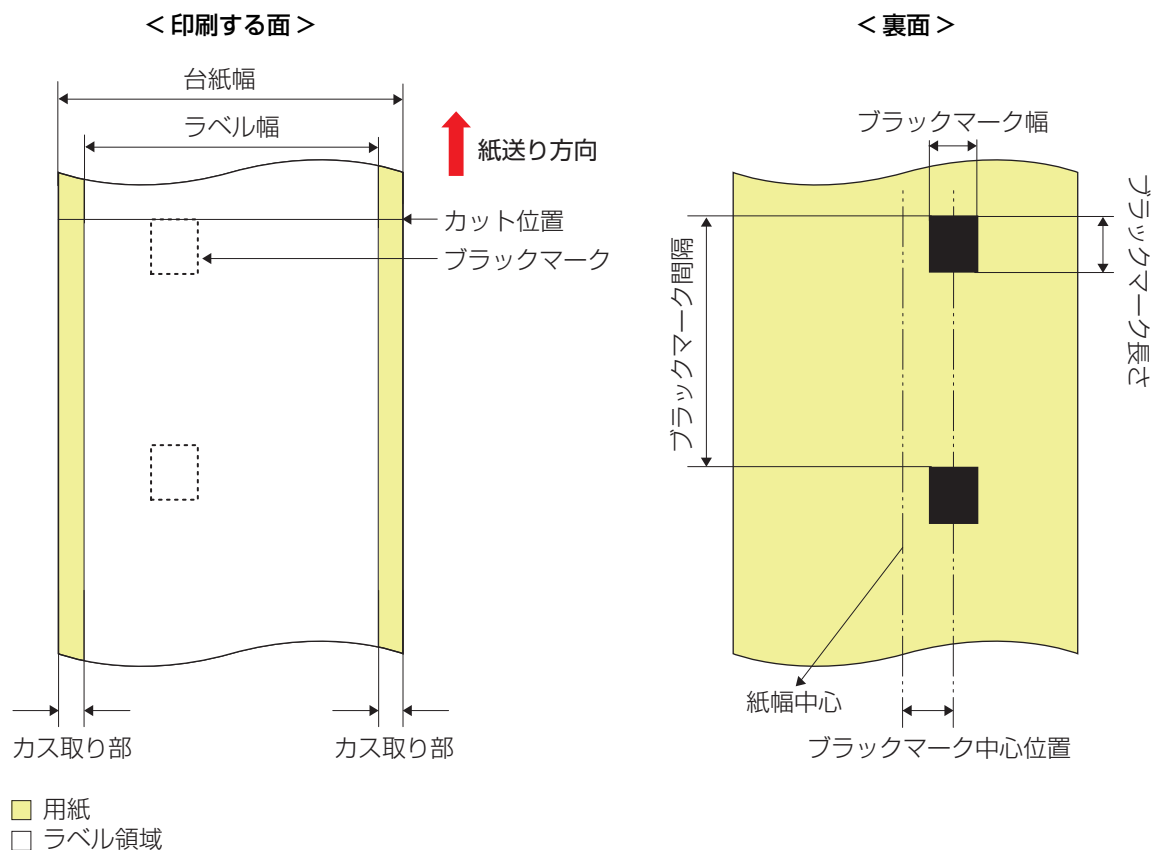 <印刷する面>
台紙幅
ラベル幅
紙送り方向
カット位置
ブラックマーク
カス取り部
カス取り部
<裏面>
ブラックマーク幅
ブラックマーク長さ
ブラックマーク間隔
紙幅中心
ブラックマーク中心位置
用紙
ラベル領域